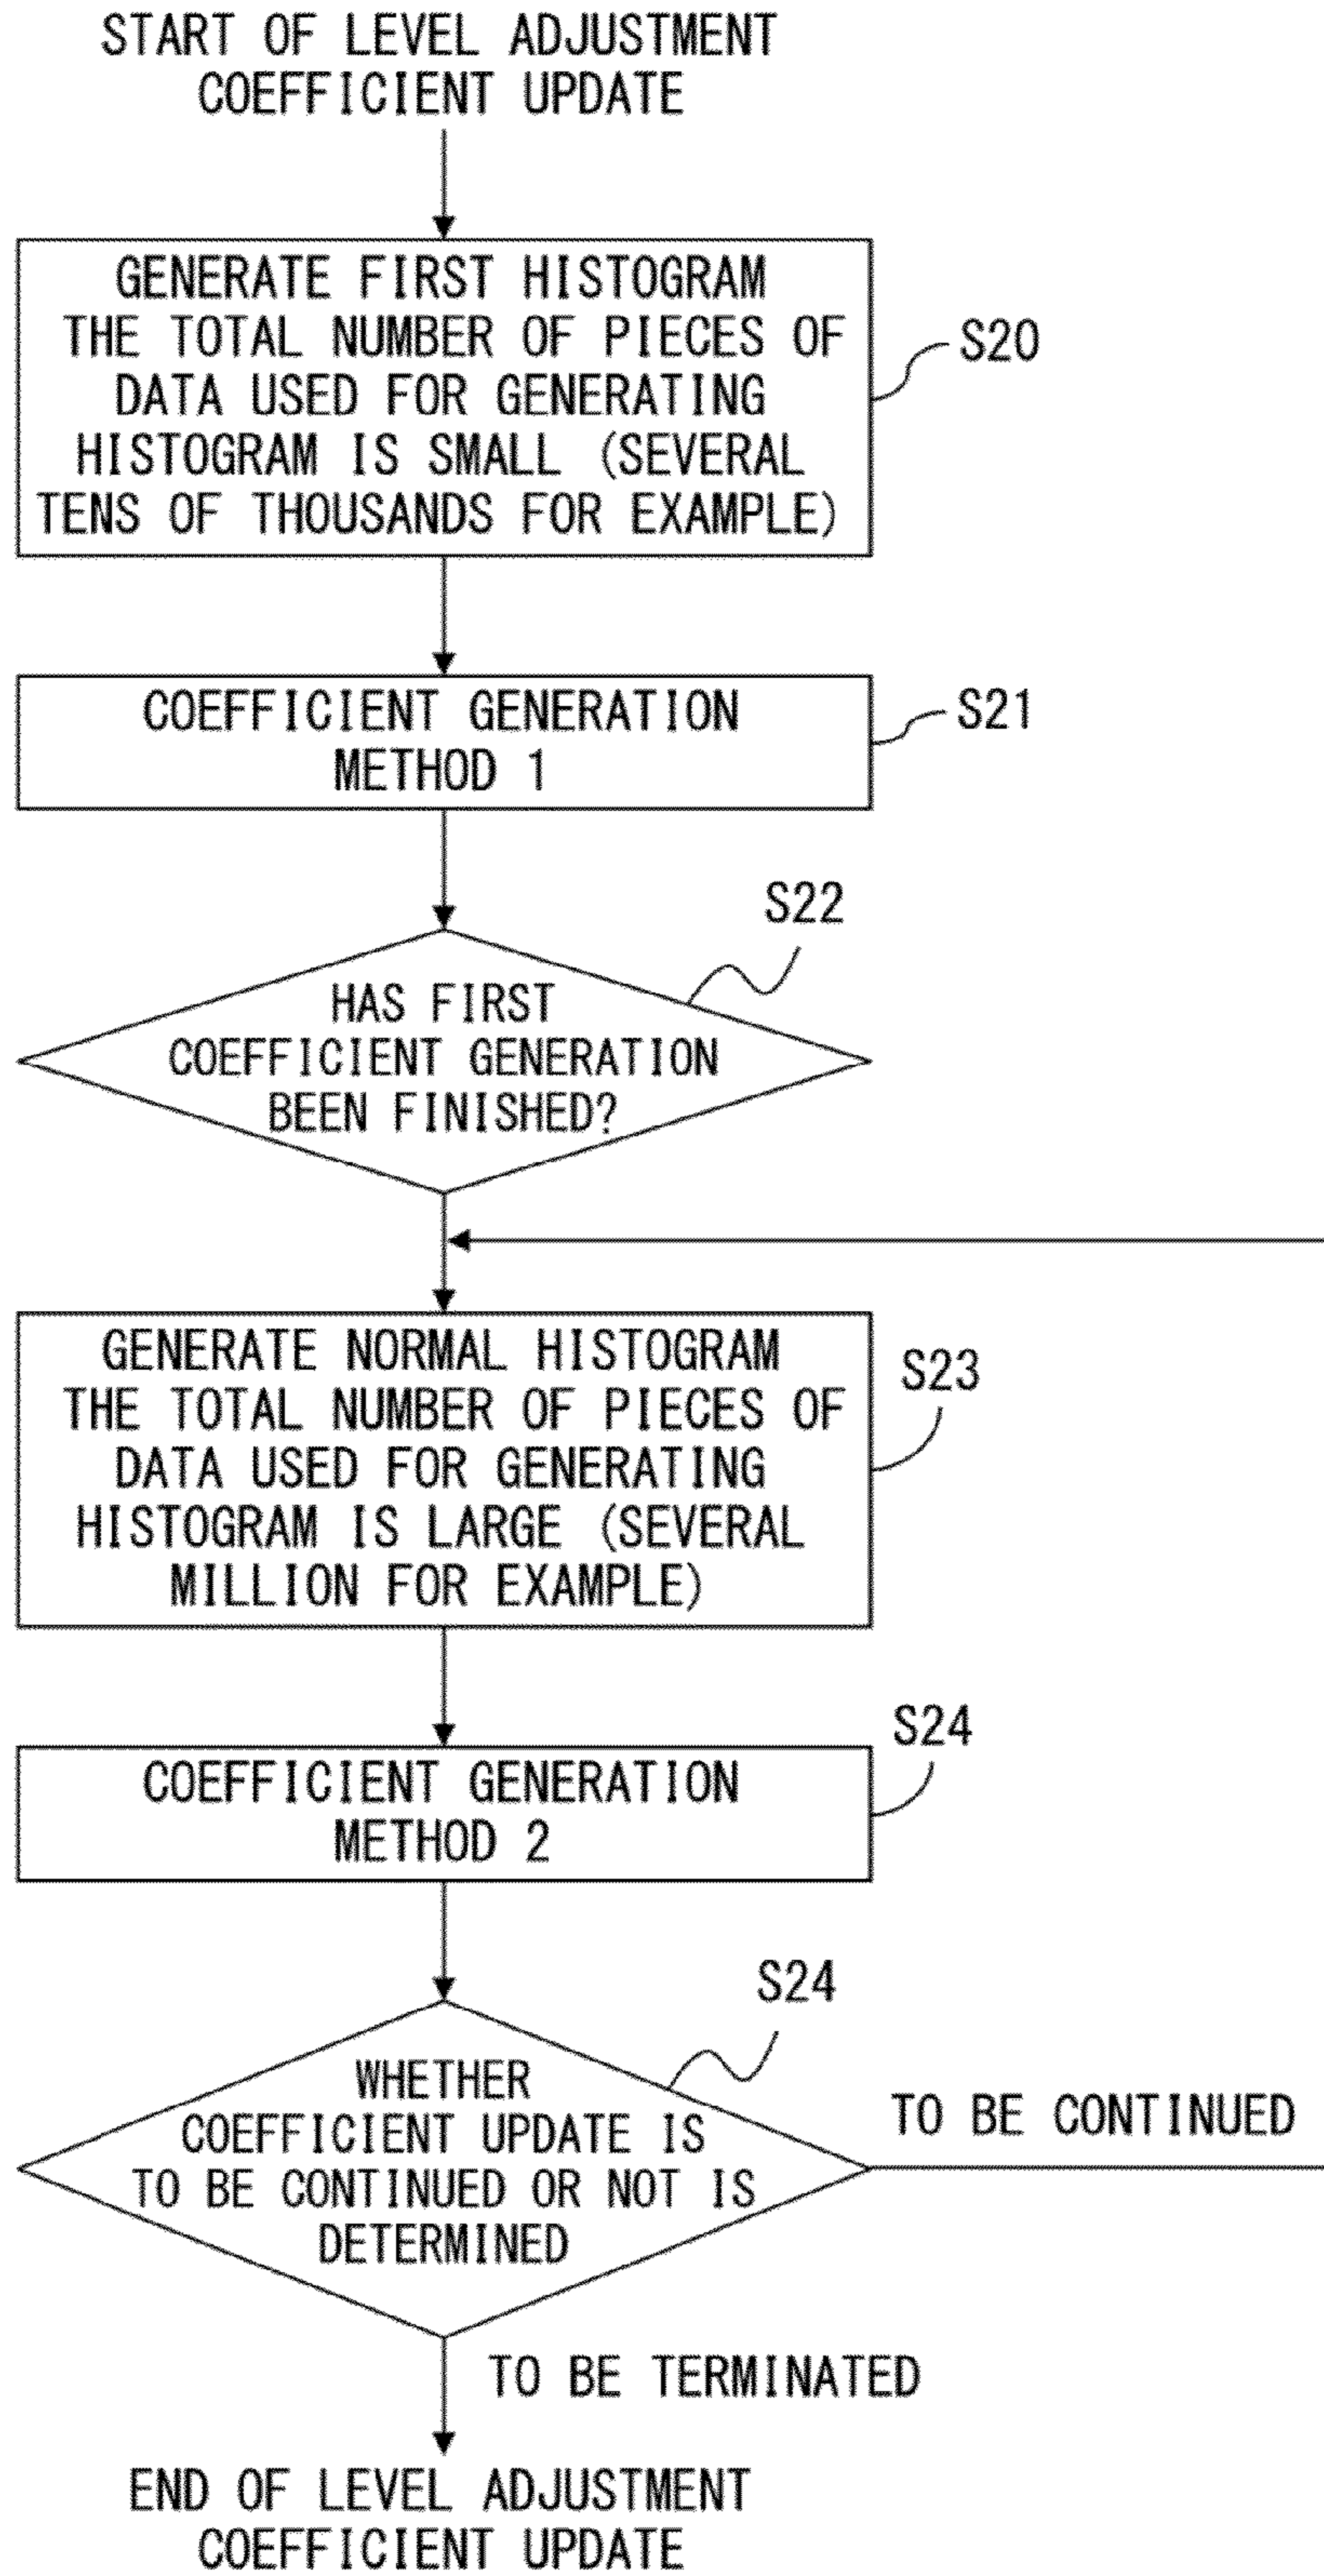 START OF LEVEL ADJUSTMENT
COEFFICIENT UPDATE
GENERATE FIRST HISTOGRAM
THE TOTAL NUMBER OF PIECES OF
DATA USED FOR GENERATING
HISTOGRAM IS SMALL (SEVERAL
TENS OF THOUSANDS FOR EXAMPLE)
S20
COEFFICIENT GENERATION
METHOD 1
S21
S22
HAS FIRST
COEFFICIENT GENERATION
BEEN FINISHED?
GENERATE NORMAL HISTOGRAM
THE TOTAL NUMBER OF PIECES OF
DATA USED FOR GENERATING
HISTOGRAM IS LARGE (SEVERAL
MILLION FOR EXAMPLE)
S23
COEFFICIENT GENERATION
METHOD 2
S24
S24
WHETHER
COEFFICIENT UPDATE IS
TO BE CONTINUED OR NOT IS
DETERMINED
TO BE CONTINUED
TO BE TERMINATED
END OF LEVEL ADJUSTMENT
COEFFICIENT UPDATE